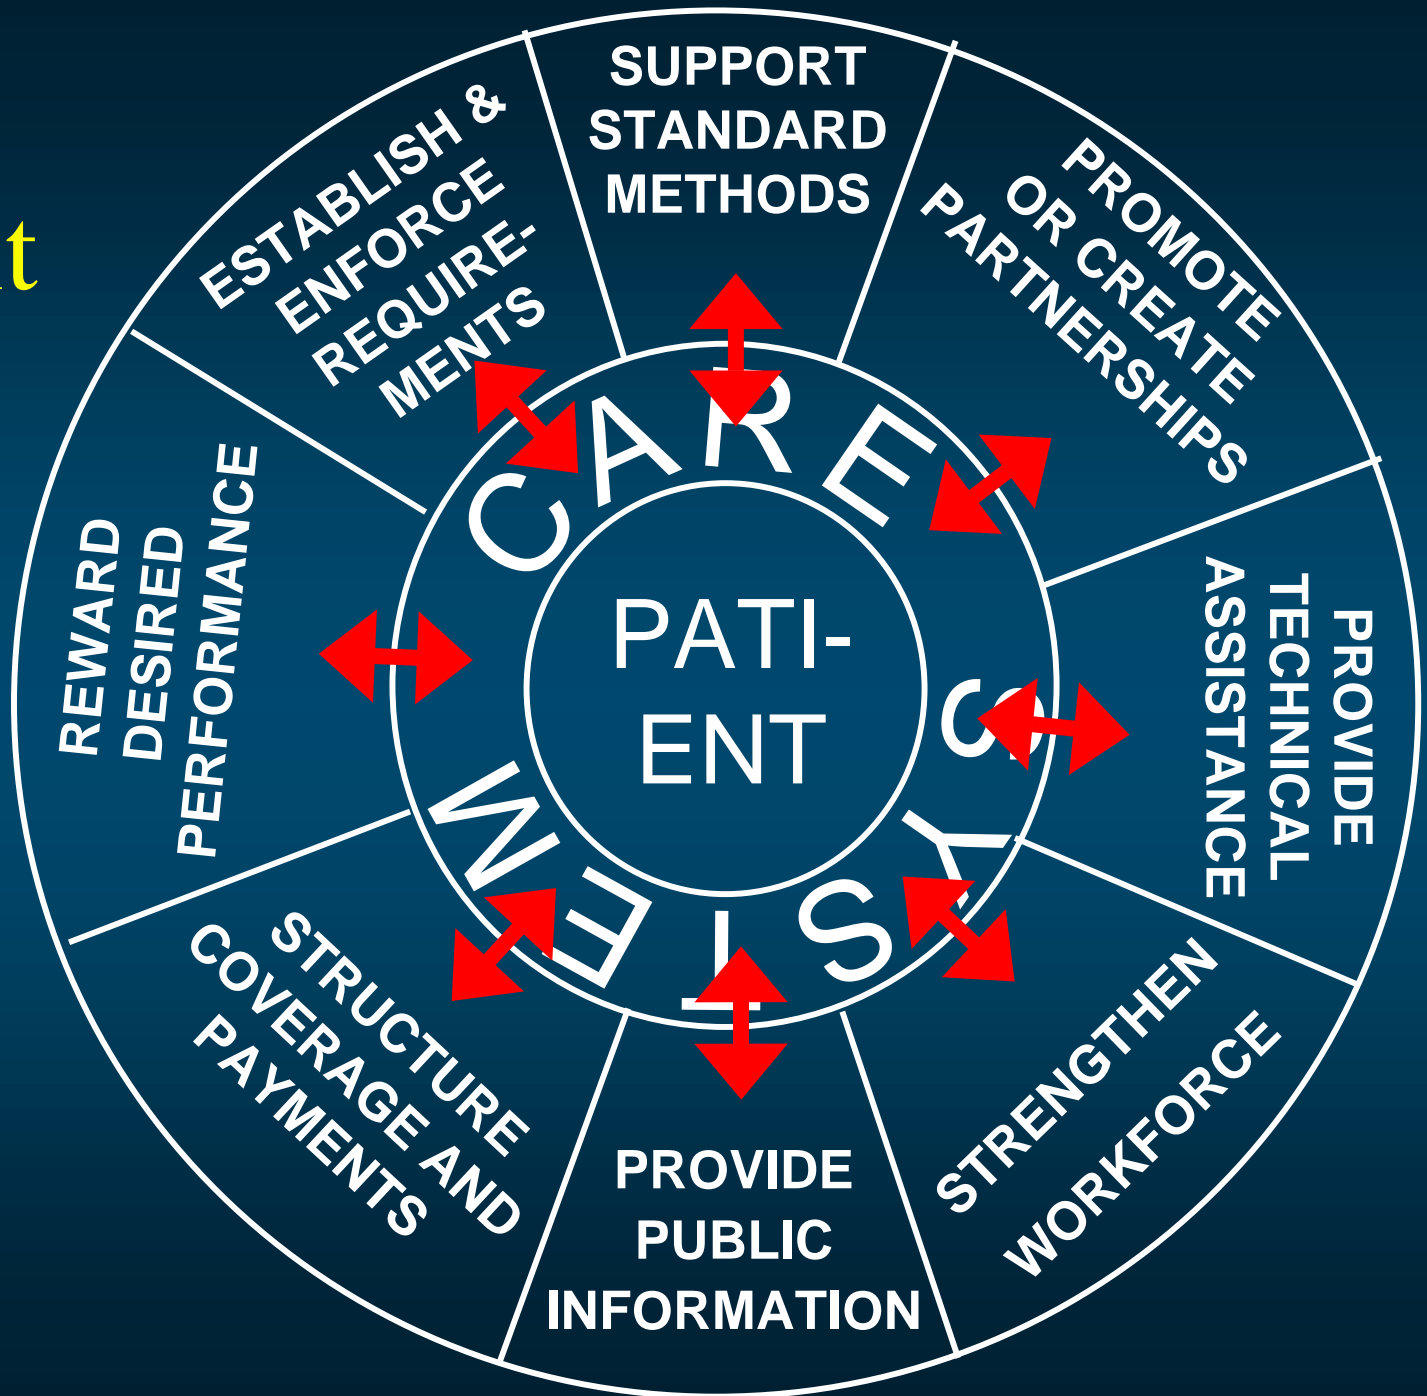 SUPPORT
STANDARD
METHODS
PROMOTE
OR CREATE
PARTNERSHIPS
PROVIDE
TECHNICAL
ASSISTANCE
STRENGTHEN
WORKFORCE
PROVIDE
PUBLIC
INFORMATION
STRUCTURE
COVERAGE AND
PAYMENTS
REWARD
DESIRED
PERFORMANCE
ESTABLISH &
ENFORCE
REQUIRE-
MENTS
CARE
SYSTEM
PATI-
ENT